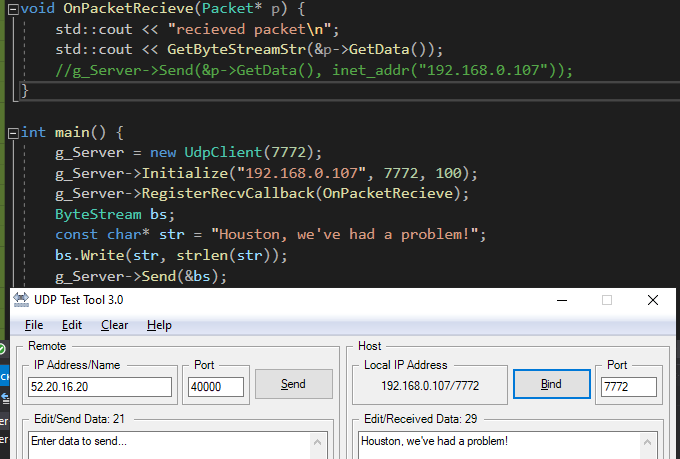 void OnPacketRecieve(Packet* p) {
std::cout << "recieved packet\n";
std::cout << GetByteStreamStr(&p->GetData());
//g_Server->Send(&p->GetData(), inet_addr("192.168.0.107"));
}
int main() {
g_Server = new UdpClient(7772);
g_Server->Initialize("192.168.0.107", 7772, 100);
g_Server->RegisterRecvCallback(OnPacketRecieve);
ByteStream bs;
const char* str = "Houston, we've had a problem!";
bs.Write(str, strlen(str));
g_Server->Send(&bs);
UDP Test Tool 3.0
File Edit Clear Help
Remote Host
IP Address/Name Port Local IP Address Port
52.20.16.20 40000 Send 192.168.0.107/7772 Bind 7772
Edit/Send Data: 21 Edit/Received Data: 29
Enter data to send... Houston, we've had a problem!